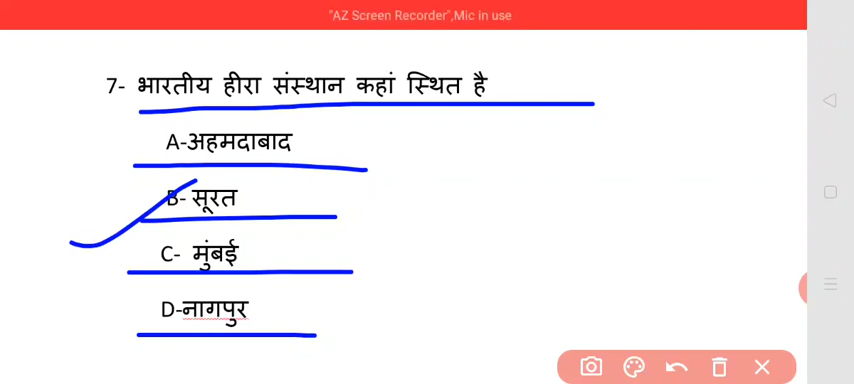 "AZ Screen Recorder",Mic in use
7- भारतीय हीरा संस्थान कहां स्थित है
A-अहमदाबाद
B- सूरत
C- मुंबई
D-नागपुर